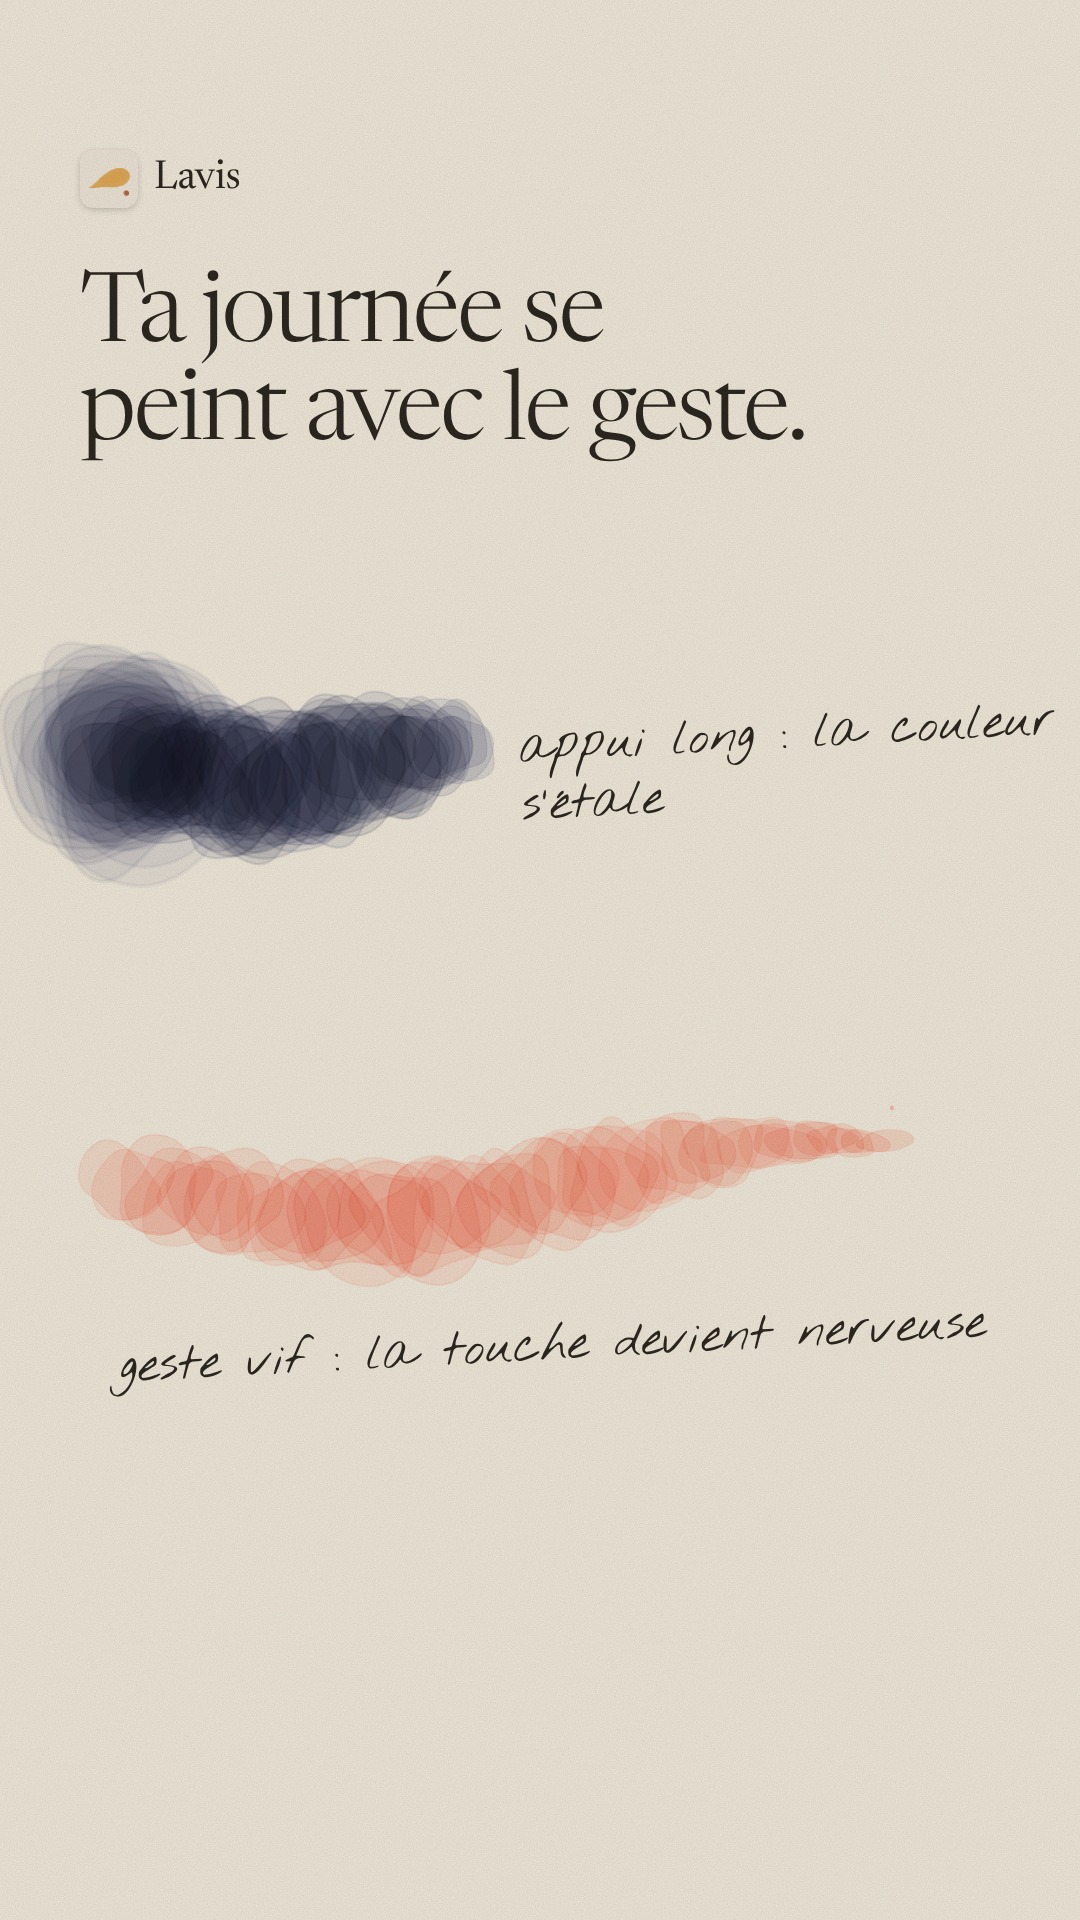 Lavis
Ta journée se
peint avec le geste.
appui long : la couleur
s'étale
geste vif : la touche devient nerveuse